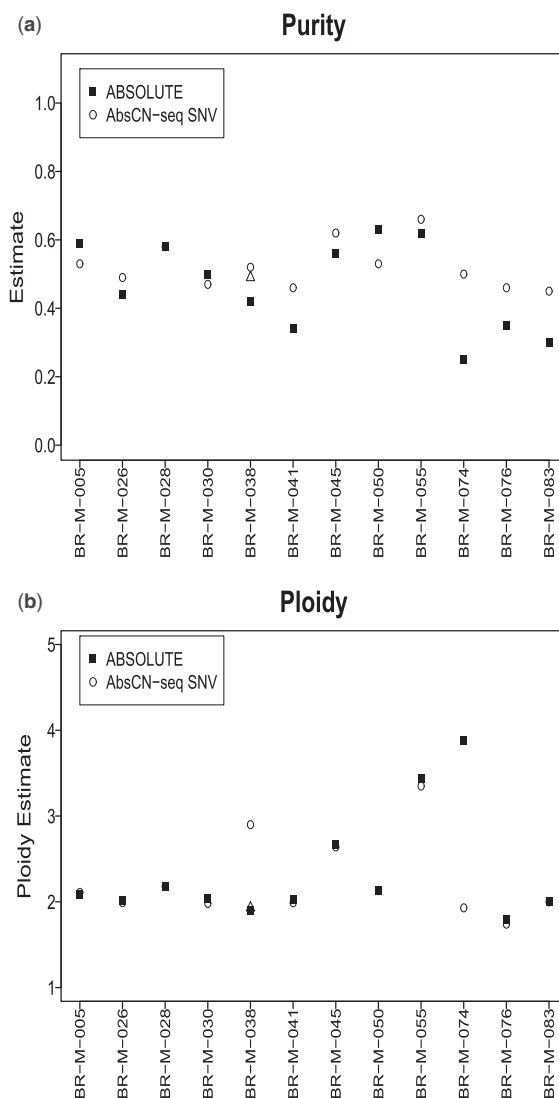 (a)
Purity
ABSOLUTE
AbsCN−seq SNV
Estimate
1.0
0.8
0.6
0.4
0.2
0.0
BR−M−005
BR−M−026
BR−M−028
BR−M−030
BR−M−038
BR−M−041
BR−M−045
BR−M−050
BR−M−055
BR−M−074
BR−M−076
BR−M−083
(b)
Ploidy
ABSOLUTE
AbsCN−seq SNV
Ploidy Estimate
5
4
3
2
1
BR−M−005
BR−M−026
BR−M−028
BR−M−030
BR−M−038
BR−M−041
BR−M−045
BR−M−050
BR−M−055
BR−M−074
BR−M−076
BR−M−083